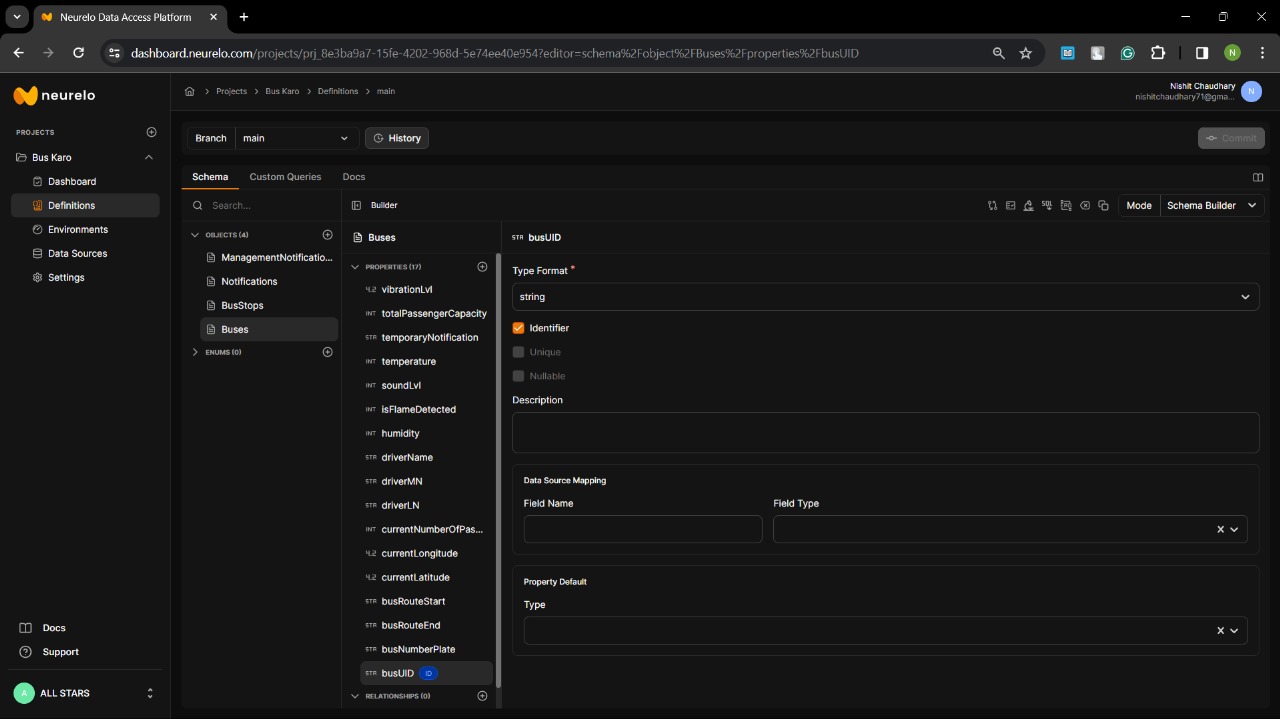 Neurelo Data Access Platform
dashboard.neurelo.com/projects/prj_8e3ba9a7-15fe-4202-968d-5e74ee40e954?editor=schema%2Fobject%2FBuses%2Fproperties%2FbusUID
N
neurelo
Projects
Bus Karo
Definitions
main
Nishit Chaudhary
nishitchaudhary71@gma...
N
PROJECTS
Bus Karo
Dashboard
Definitions
Environments
Data Sources
Settings
Docs
Support
A
ALL STARS
Branch
main
History
Commit
Schema
Custom Queries
Docs
Search...
Builder
SQL
Mode
Schema Builder
OBJECTS (4)
ManagementNotificatio...
Notifications
BusStops
Buses
ENUMS (0)
Buses
PROPERTIES (17)
4.2 vibrationLvl
INT totalPassengerCapacity
STR temporaryNotification
INT temperature
INT soundLvl
INT isFlameDetected
INT humidity
STR driverName
STR driverMN
STR driverLN
INT currentNumberOfPas...
4.2 currentLongitude
4.2 currentLatitude
STR busRouteStart
STR busRouteEnd
STR busNumberPlate
STR busUID ID
RELATIONSHIPS (0)
STR busUID
Type Format *
string
Identifier
Unique
Nullable
Description
Data Source Mapping
Field Name
Field Type
Property Default
Type